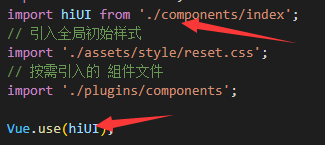 import hiUI from './components/index';
// 引入全局初始样式
import './assets/style/reset.css';
// 按需引入的 組件文件
import './plugins/components';
Vue.use(hiUI);